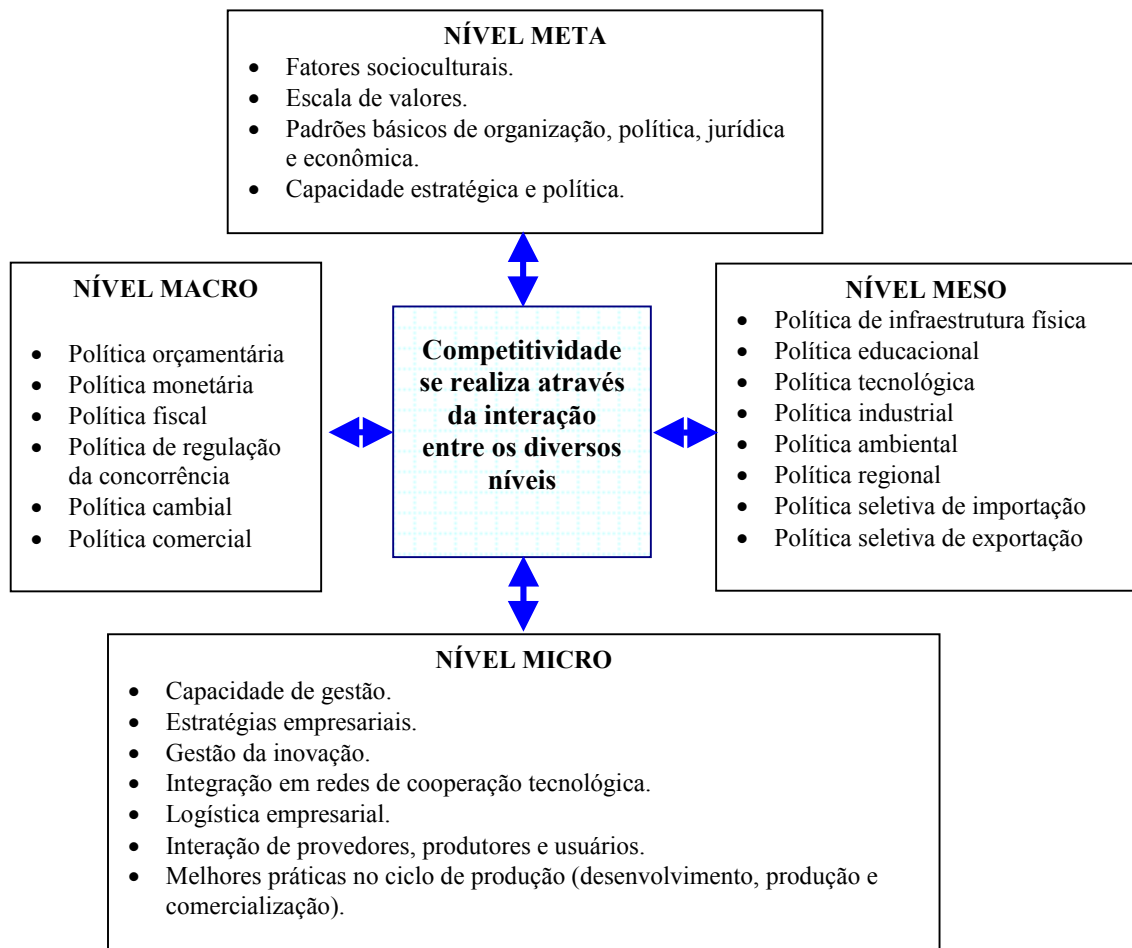 NÍVEL META
• Fatores socioculturais.
• Escala de valores.
• Padrões básicos de organização, política, jurídica
e econômica.
• Capacidade estratégica e política.
NÍVEL MACRO
• Política orçamentária
• Política monetária
• Política fiscal
• Política de regulação
da concorrência
• Política cambial
• Política comercial
Competitividade
se realiza através
da interação
entre os diversos
níveis
NÍVEL MESO
• Política de infraestrutura física
• Política educacional
• Política tecnológica
• Política industrial
• Política ambiental
• Política regional
• Política seletiva de importação
• Política seletiva de exportação
NÍVEL MICRO
• Capacidade de gestão.
• Estratégias empresariais.
• Gestão da inovação.
• Integração em redes de cooperação tecnológica.
• Logística empresarial.
• Interação de provedores, produtores e usuários.
• Melhores práticas no ciclo de produção (desenvolvimento, produção e
comercialização).